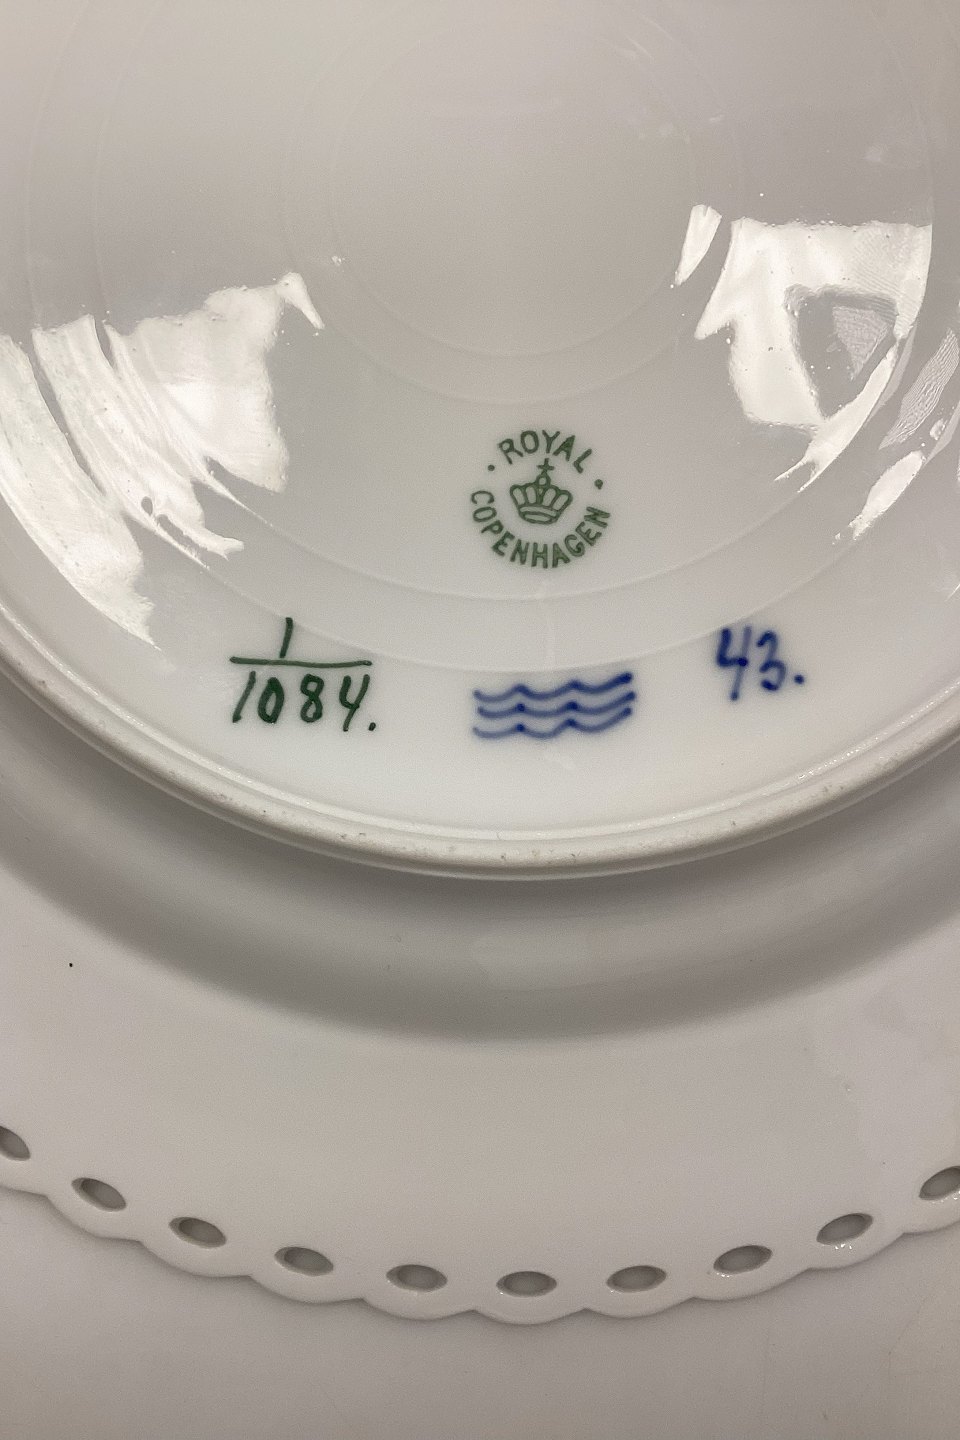 ROYAL
COPENHAGEN
1
1084.
43.